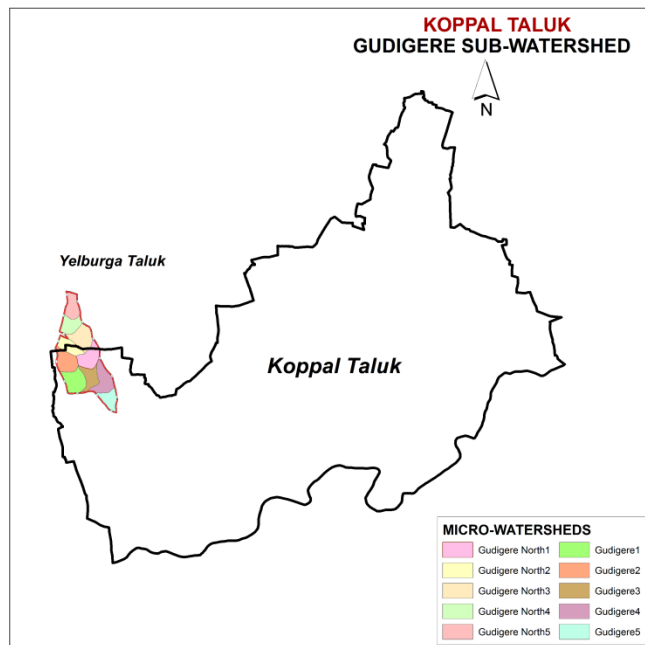 KOPPAL TALUK
GUDIGERE SUB-WATERSHED
N
Yelburga Taluk
Koppal Taluk
MICRO-WATERSHEDS
Gudigere North1 Gudigere1
Gudigere North2 Gudigere2
Gudigere North3 Gudigere3
Gudigere North4 Gudigere4
Gudigere North5 Gudigere5